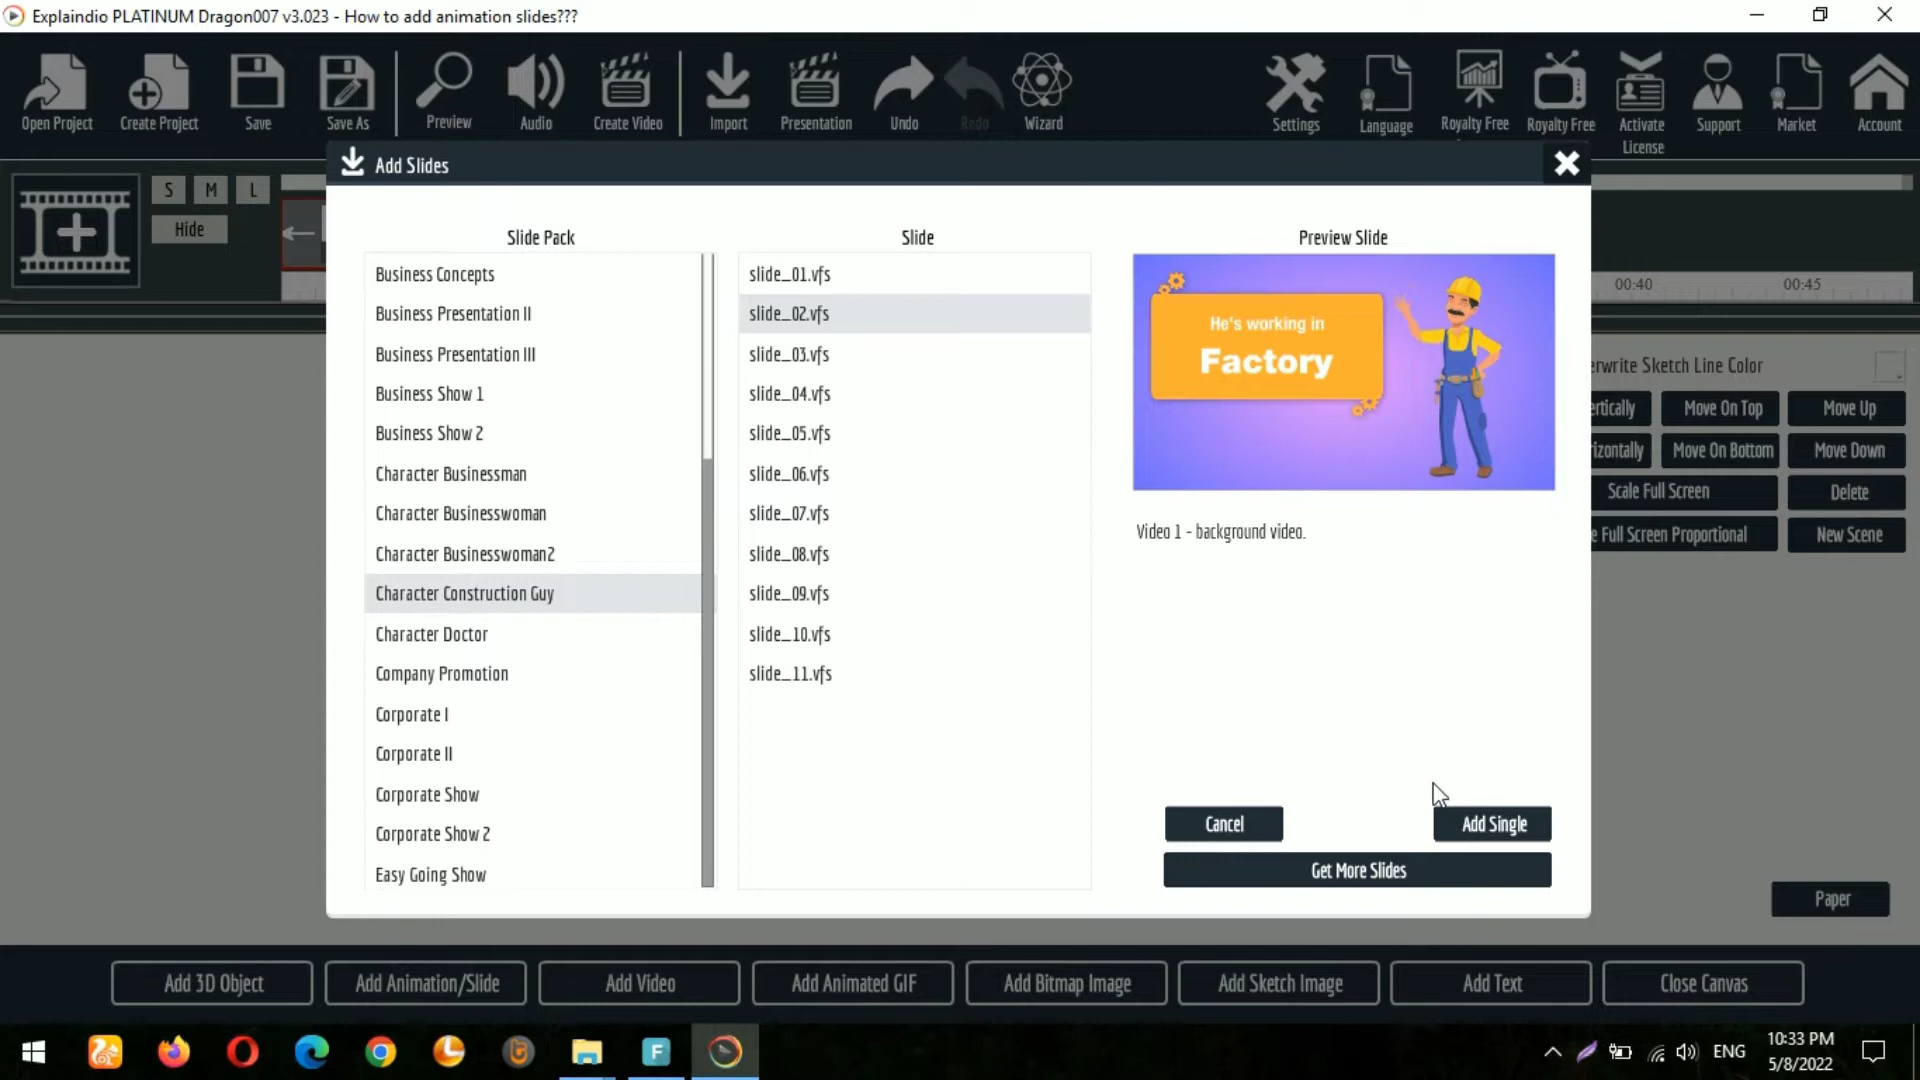 Explaindio PLATINUM Dragon007 v3.023 - How to add animation slides???
Open Project
Create Project
Save
Save As
Preview
Audio
Create Video
Import
Presentation
Undo
Redo
Wizard
Settings
Language
Royalty Free
Royalty Free
Activate
License
Support
Market
Account
Add Slides
S M L
Hide
00:40 00:45
Slide Pack
Business Concepts
Business Presentation II
Business Presentation III
Business Show 1
Business Show 2
Character Businessman
Character Businesswoman
Character Businesswoman2
Character Construction Guy
Character Doctor
Company Promotion
Corporate I
Corporate II
Corporate Show
Corporate Show 2
Easy Going Show
Slide
slide_01.vfs
slide_02.vfs
slide_03.vfs
slide_04.vfs
slide_05.vfs
slide_06.vfs
slide_07.vfs
slide_08.vfs
slide_09.vfs
slide_10.vfs
slide_11.vfs
Preview Slide
He's working in
Factory
Video 1 - background video.
Cancel
Add Single
Get More Slides
erwrite Sketch Line Color
ertically Move On Top Move Up
izontally Move On Bottom Move Down
Scale Full Screen Delete
e Full Screen Proportional New Scene
Paper
Add 3D Object
Add Animation/Slide
Add Video
Add Animated GIF
Add Bitmap Image
Add Sketch Image
Add Text
Close Canvas
F
ENG
10:33 PM
5/8/2022